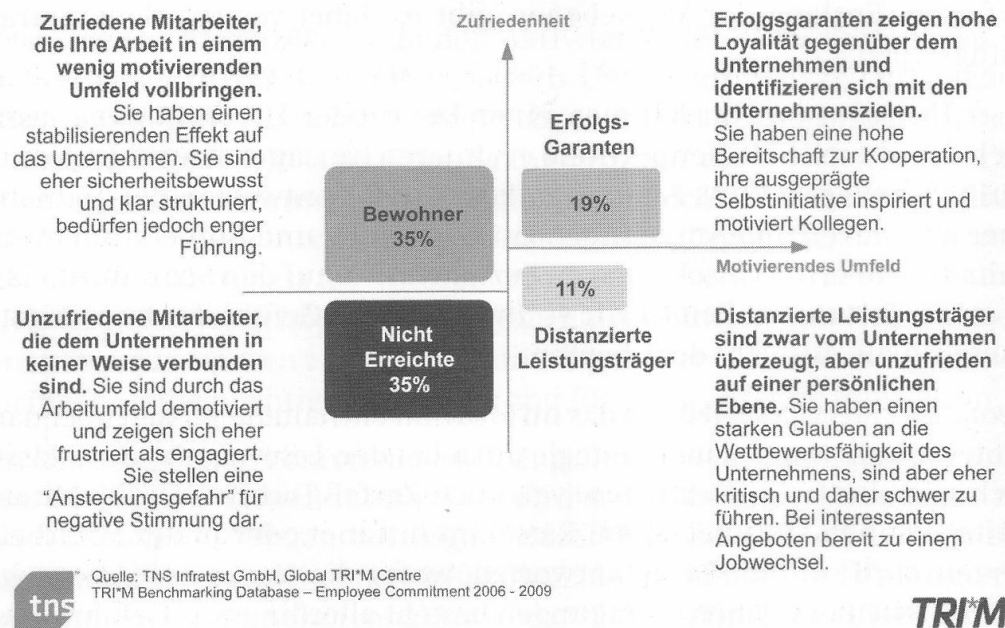 Zufriedene Mitarbeiter,
die Ihre Arbeit in einem
wenig motivierenden
Umfeld vollbringen.
Sie haben einen
stabilisierenden Effekt auf
das Unternehmen. Sie sind
eher sicherheitsbewusst
und klar strukturiert,
bedürfen jedoch enger
Führung.
Unzufriedene Mitarbeiter,
die dem Unternehmen in
keiner Weise verbunden
sind. Sie sind durch das
Arbeitumfeld demotiviert
und zeigen sich eher
frustriert als engagiert.
Sie stellen eine
“Ansteckungsgefahr” für
negative Stimmung dar.
Zufriedenheit
Erfolgs-
Garanten
Bewohner
35%
19%
11%
Nicht
Erreichte
35%
Distanzierte
Leistungsträger
Erfolgsgaranten zeigen hohe
Loyalität gegenüber dem
Unternehmen und
identifizieren sich mit den
Unternehmenszielen.
Sie haben eine hohe
Bereitschaft zur Kooperation,
ihre ausgeprägte
Selbstinitiative inspiriert und
motiviert Kollegen.
Motivierendes Umfeld
Distanzierte Leistungsträger
sind zwar vom Unternehmen
überzeugt, aber unzufrieden
auf einer persönlichen
Ebene. Sie haben einen
starken Glauben an die
Wettbewerbsfähigkeit des
Unternehmens, sind aber eher
kritisch und daher schwer zu
führen. Bei interessanten
Angeboten bereit zu einem
Jobwechsel.
tns
Quelle: TNS Infratest GmbH, Global TRI*M Centre
TRI*M Benchmarking Database – Employee Commitment 2006 - 2009
TRI*M